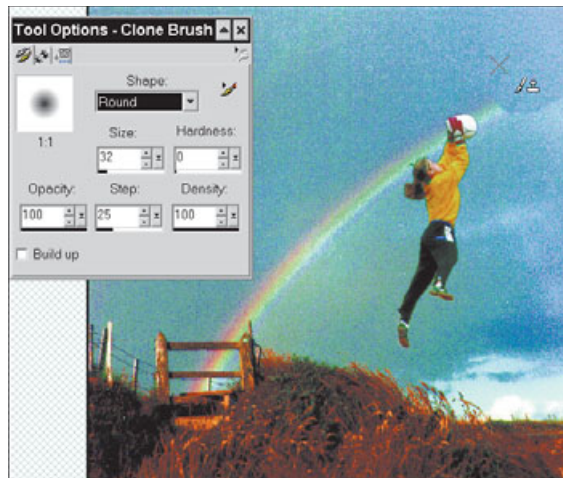 Tool Options - Clone Brush
Shape:
Round
1:1
Size: Hardness:
32 0
Opacity: Step: Density:
100 25 100
Build up